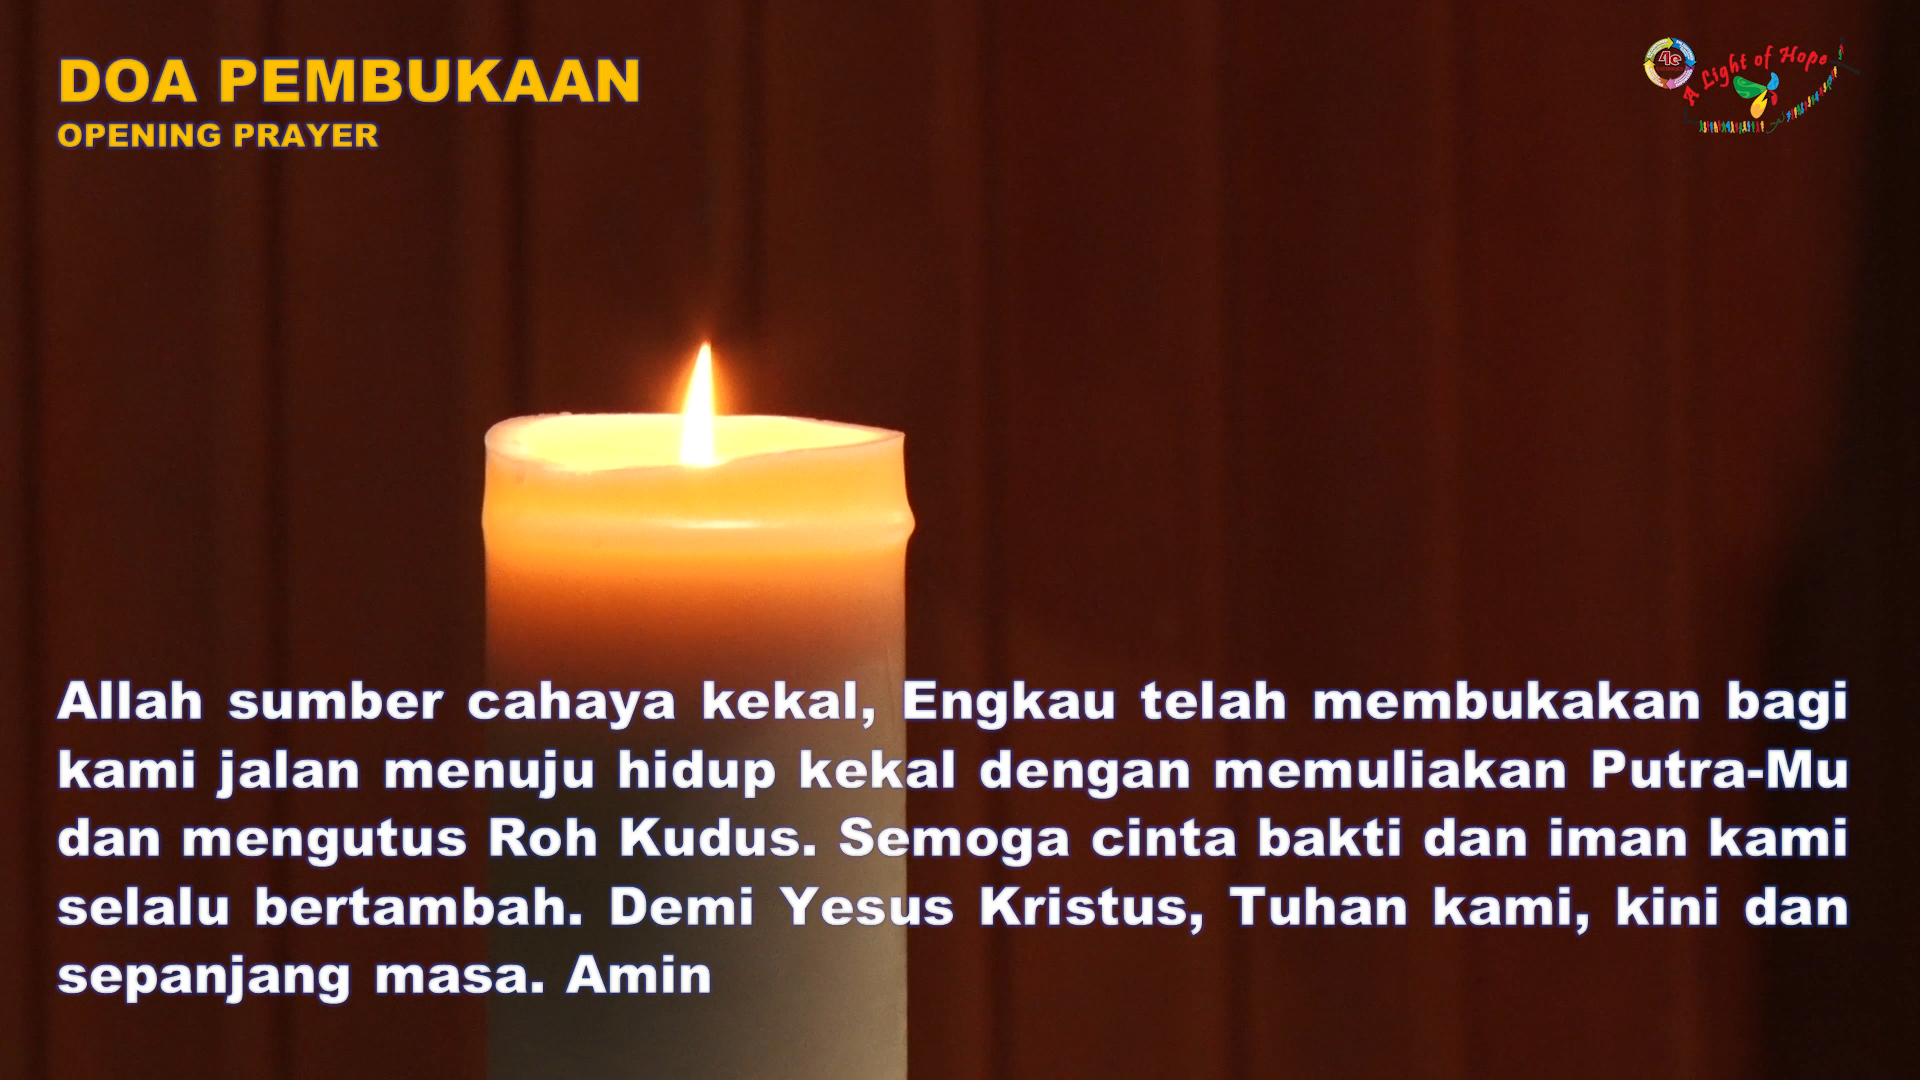 DOA PEMBUKAAN
OPENING PRAYER
4e
A Light of Hope
Allah sumber cahaya kekal, Engkau telah membukakan bagi
kami jalan menuju hidup kekal dengan memuliakan Putra-Mu
dan mengutus Roh Kudus. Semoga cinta bakti dan iman kami
selalu bertambah. Demi Yesus Kristus, Tuhan kami, kini dan
sepanjang masa. Amin